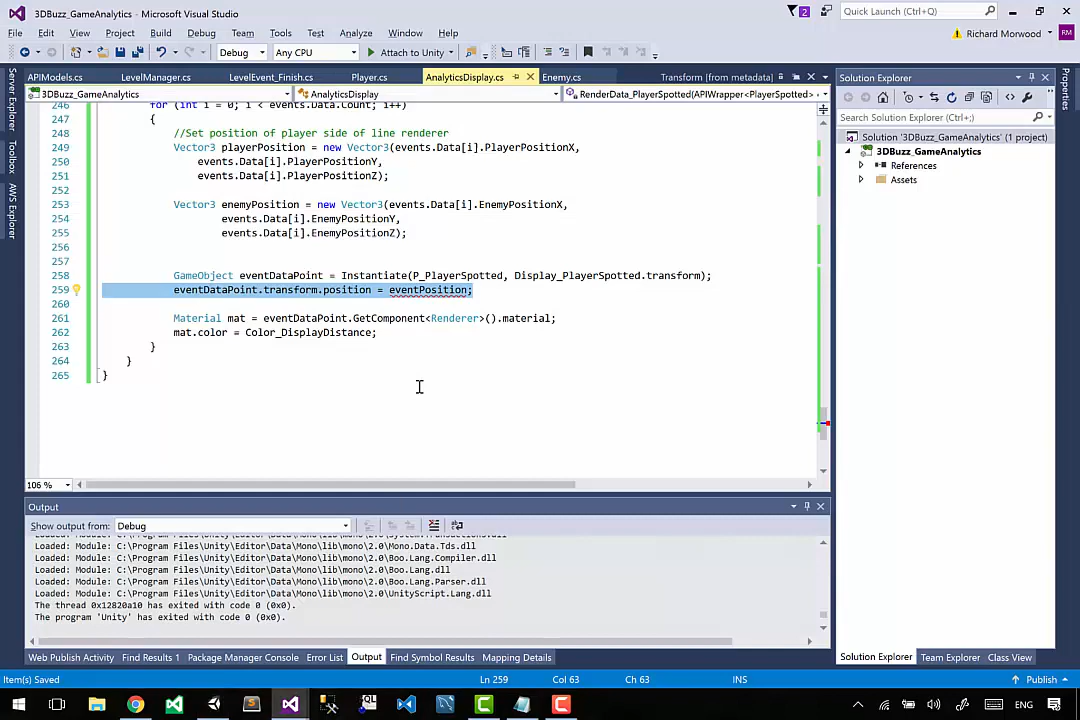 3DBuzz_GameAnalytics - Microsoft Visual Studio
2
Quick Launch (Ctrl+Q)
File Edit View Project Build Debug Team Tools Test Analyze Window Help
Richard Morwood
RM
Debug Any CPU Attach to Unity
Server Explorer
Toolbox
AWS Explorer
APIModels.cs LevelManager.cs LevelEvent_Finish.cs Player.cs AnalyticsDisplay.cs Enemy.cs Transform [from metadata]
3DBuzz_GameAnalytics AnalyticsDisplay RenderData_PlayerSpotted(APIWrapper<PlayerSpotted>
246 for (int i = 0; i < events.Data.Count; i++)
247 {
248 //Set position of player side of line renderer
249 Vector3 playerPosition = new Vector3(events.Data[i].PlayerPositionX,
250 events.Data[i].PlayerPositionY,
251 events.Data[i].PlayerPositionZ);
252
253 Vector3 enemyPosition = new Vector3(events.Data[i].EnemyPositionX,
254 events.Data[i].EnemyPositionY,
255 events.Data[i].EnemyPositionZ);
256
257
258 GameObject eventDataPoint = Instantiate(P_PlayerSpotted, Display_PlayerSpotted.transform);
259 eventDataPoint.transform.position = eventPosition;
260
261 Material mat = eventDataPoint.GetComponent<Renderer>().material;
262 mat.color = Color_DisplayDistance;
263 }
264 }
265 }
106 %
Output
Show output from: Debug
Loaded: Module: C:\Program Files\Unity\Editor\Data\Mono\lib\mono\2.0\Mono.Data.Tds.dll
Loaded: Module: C:\Program Files\Unity\Editor\Data\Mono\lib\mono\2.0\Boo.Lang.Compiler.dll
Loaded: Module: C:\Program Files\Unity\Editor\Data\Mono\lib\mono\2.0\Boo.Lang.dll
Loaded: Module: C:\Program Files\Unity\Editor\Data\Mono\lib\mono\2.0\Boo.Lang.Parser.dll
Loaded: Module: C:\Program Files\Unity\Editor\Data\Mono\lib\mono\2.0\UnityScript.Lang.dll
The thread 0x12820a10 has exited with code 0 (0x0).
The program 'Unity' has exited with code 0 (0x0).
Web Publish Activity Find Results 1 Package Manager Console Error List Output Find Symbol Results Mapping Details
Solution Explorer
Search Solution Explorer (Ctrl+;)
Solution '3DBuzz_GameAnalytics' (1 project)
3DBuzz_GameAnalytics
References
Assets
Solution Explorer Team Explorer Class View
Properties
Item(s) Saved Ln 259 Col 63 Ch 63 INS Publish
ENG